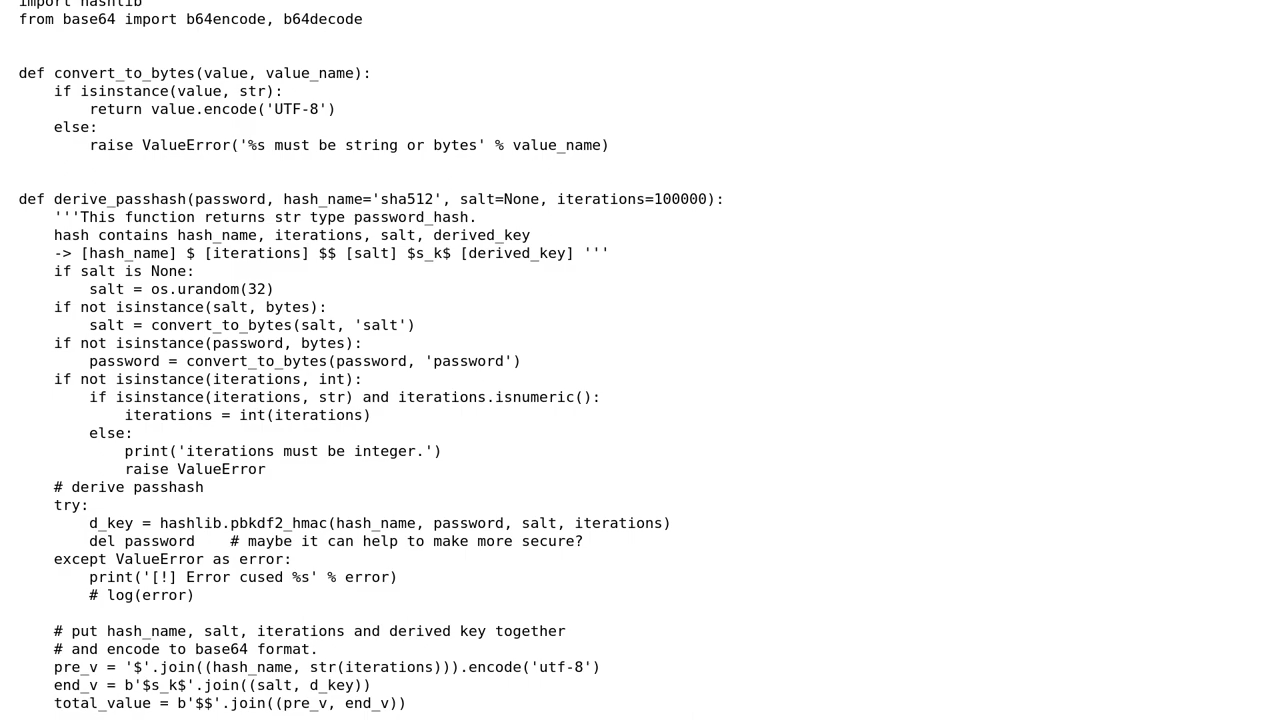 import hashlib
from base64 import b64encode, b64decode
def convert_to_bytes(value, value_name):
    if isinstance(value, str):
        return value.encode('UTF-8')
    else:
        raise ValueError('%s must be string or bytes' % value_name)
def derive_passhash(password, hash_name='sha512', salt=None, iterations=100000):
    '''This function returns str type password_hash.
    hash contains hash_name, iterations, salt, derived_key
    -> [hash_name] $ [iterations] $$ [salt] $s_k$ [derived_key] '''
    if salt is None:
        salt = os.urandom(32)
    if not isinstance(salt, bytes):
        salt = convert_to_bytes(salt, 'salt')
    if not isinstance(password, bytes):
        password = convert_to_bytes(password, 'password')
    if not isinstance(iterations, int):
        if isinstance(iterations, str) and iterations.isnumeric():
            iterations = int(iterations)
        else:
            print('iterations must be integer.')
            raise ValueError
    # derive passhash
    try:
        d_key = hashlib.pbkdf2_hmac(hash_name, password, salt, iterations)
        del password    # maybe it can help to make more secure?
    except ValueError as error:
        print('[!] Error cused %s' % error)
        # log(error)
    # put hash_name, salt, iterations and derived key together
    # and encode to base64 format.
    pre_v = '$'.join((hash_name, str(iterations))).encode('utf-8')
    end_v = b'$s_k$'.join((salt, d_key))
    total_value = b'$$'.join((pre_v, end_v))